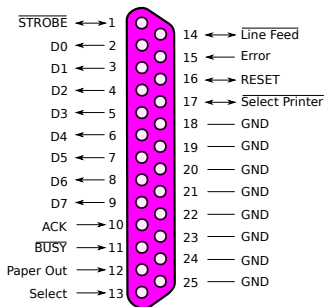 STROBE 1
D0 2
D1 3
D2 4
D3 5
D4 6
D5 7
D6 8
D7 9
ACK 10
BUSY 11
Paper Out 12
Select 13
14 Line Feed
15 Error
16 RESET
17 Select Printer
18 GND
19 GND
20 GND
21 GND
22 GND
23 GND
24 GND
25 GND